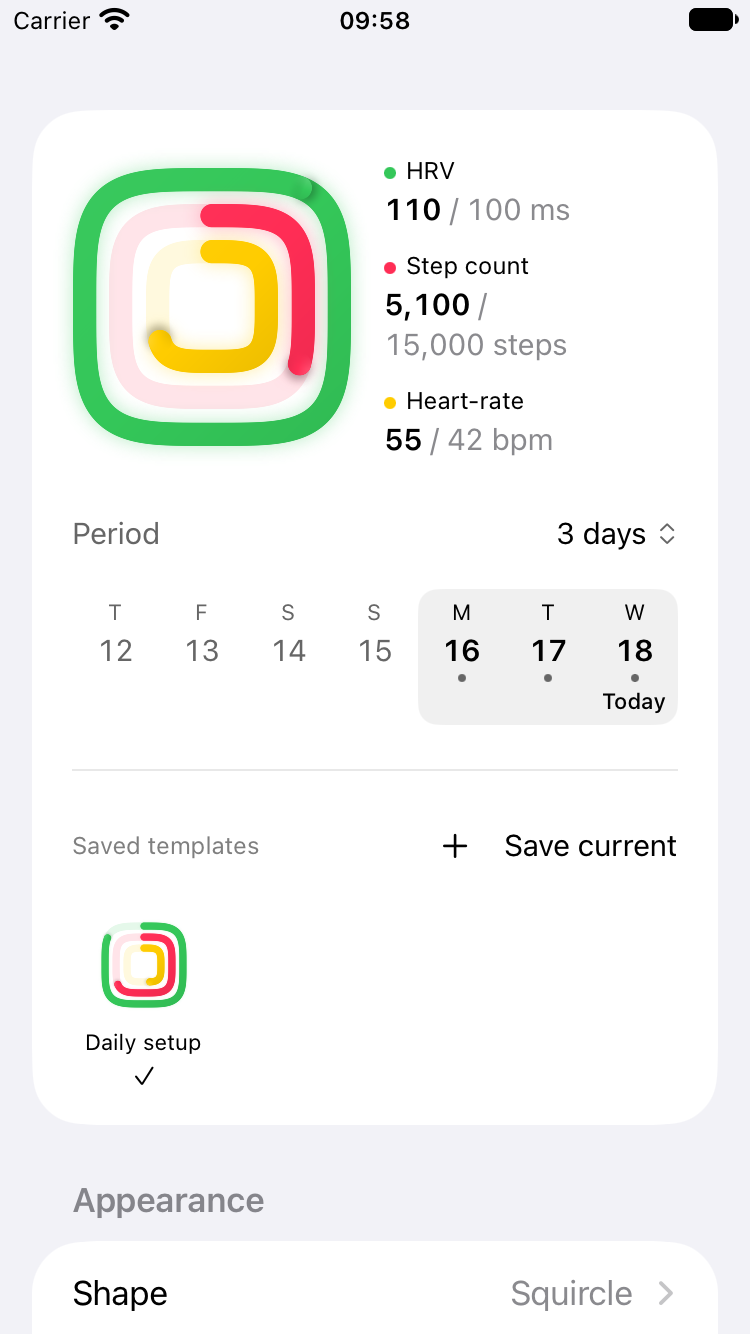 Carrier 09:58
HRV
110 / 100 ms
Step count
5,100 /
15,000 steps
Heart-rate
55 / 42 bpm
Period 3 days
T F S S M T W
12 13 14 15 16 17 18
Today
Saved templates + Save current
Daily setup
Appearance
Shape Squircle